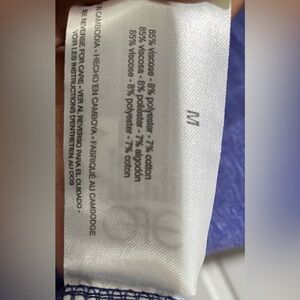 M
85% viscose - 8% polyester - 7% cotton
85% viscosa - 8% poliéster - 7% algodón
85% viscose - 8% polyester - 7% coton
CAMBODIA - HECHO EN CAMBOYA - FABRIQUÉ AU CAMBODGE
REVERSE FOR CARE - VER AL REVERSO PARA EL CUIDADO -
VOIR LES INSTRUCTIONS D'ENTRETIEN AU DOS